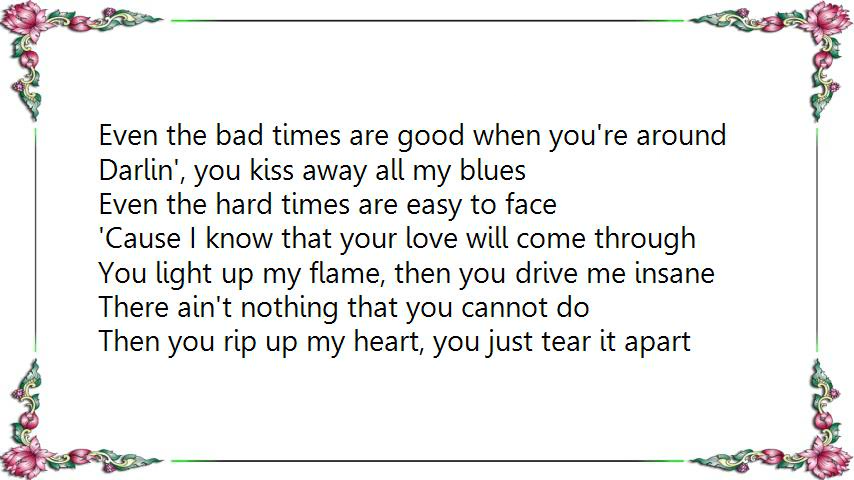 Even the bad times are good when you're around
Darlin', you kiss away all my blues
Even the hard times are easy to face
'Cause I know that your love will come through
You light up my flame, then you drive me insane
There ain't nothing that you cannot do
Then you rip up my heart, you just tear it apart